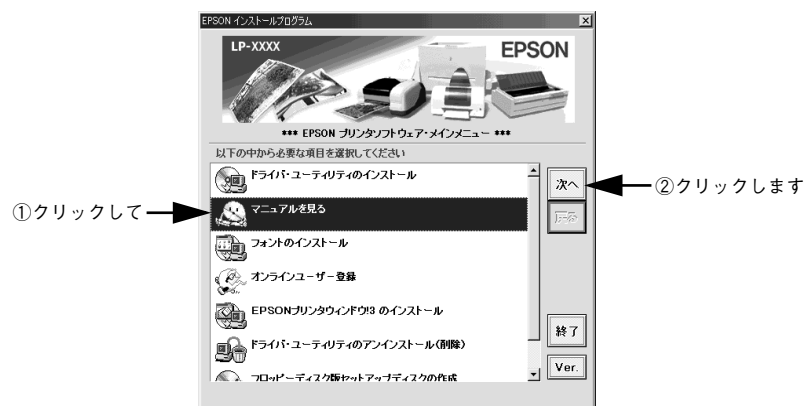 EPSON インストールプログラム
LP-XXXX
EPSON
*** EPSON プリンタソフトウェア・メインメニュー ***
以下の中から必要な項目を選択してください
ドライバ・ユーティリティのインストール
次へ
②クリックします
①クリックして
マニュアルを見る
戻る
フォントのインストール
オンラインユーザー登録
EPSONプリンタウィンドウ!3 のインストール
終了
ドライバ・ユーティリティのアンインストール(削除)
Ver.
フロッピーディスク版セットアップディスクの作成